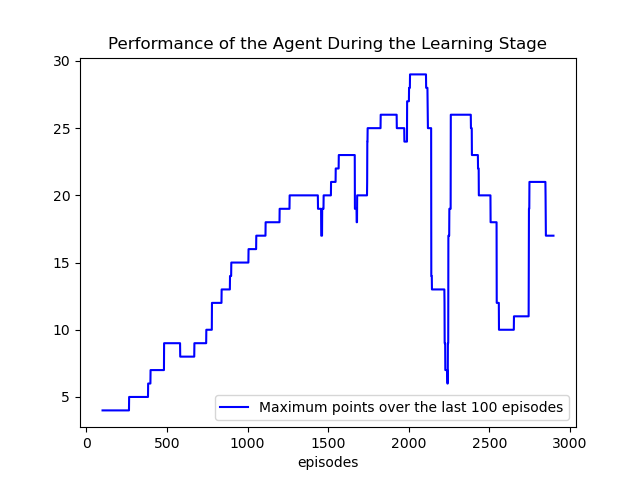 Performance of the Agent During the Learning Stage
30
25
20
15
10
5
Maximum points over the last 100 episodes
0 500 1000 1500 2000 2500 3000
episodes